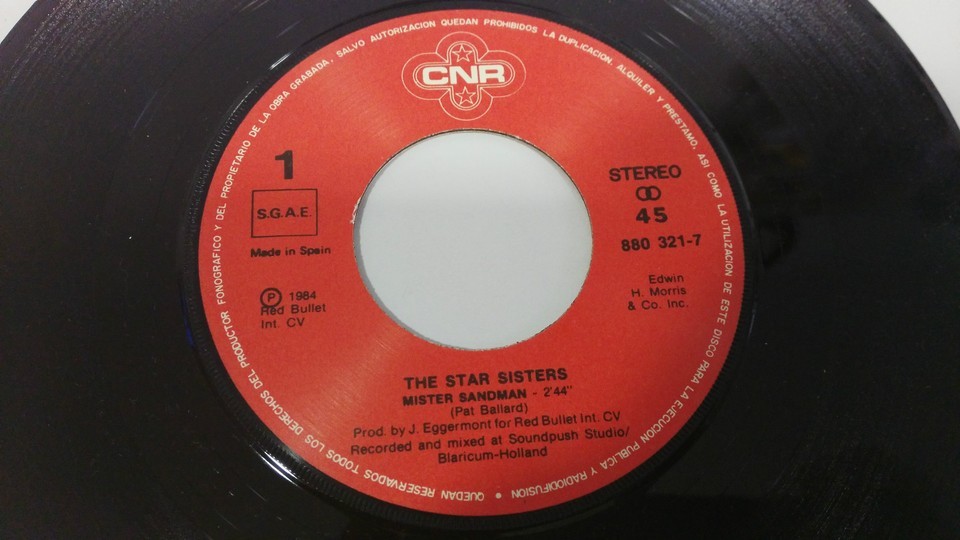 QUEDAN RESERVADOS TODOS LOS DERECHOS DEL PRODUCTOR FONOGRAFICO Y DEL PROPIETARIO DE LA OBRA GRABADA, SALVO AUTORIZACION QUEDAN PROHIBIDOS LA DUPLICACION, ALQUILER Y PRESTAMO, ASI COMO LA UTILIZACION DE ESTE DISCO PARA LA EJECUCION PUBLICA Y RADIODIFUSION •
CNR
1
S.G.A.E.
Made in Spain
Ⓟ 1984
Red Bullet
Int. CV
STEREO
45
880 321-7
Edwin
H. Morris
& Co. Inc.
THE STAR SISTERS
MISTER SANDMAN - 2'44"
(Pat Ballard)
Prod. by J. Eggermont for Red Bullet Int. CV
Recorded and mixed at Soundpush Studio/
Blaricum-Holland